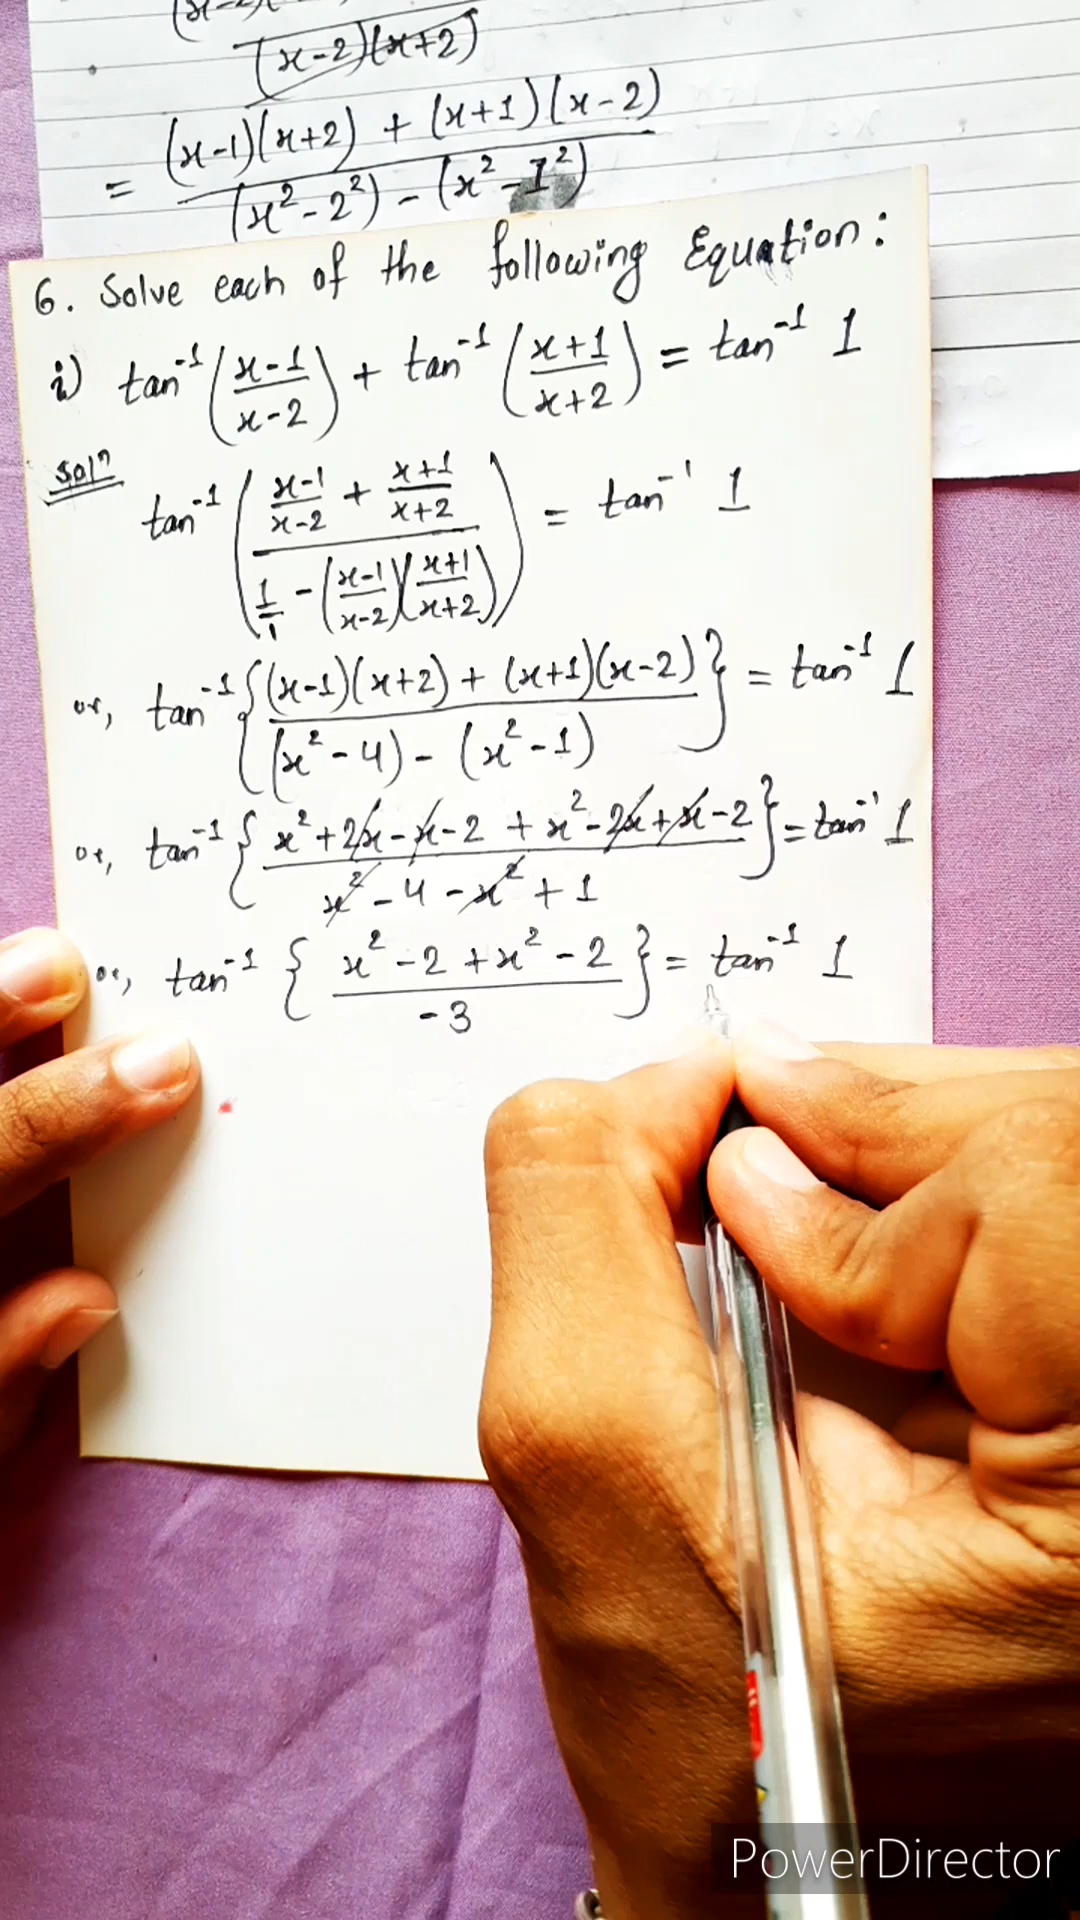 (x-2)(x+2)
= (x-1)(x+2) + (x+1)(x-2)
(x²-2²) - (x²-1²)
6. Solve each of the following Equation:
i) tan⁻¹(x-1/x-2) + tan⁻¹(x+1/x+2) = tan⁻¹ 1
Solⁿ
tan⁻¹( x-1/x-2 + x+1/x+2 ) = tan⁻¹ 1
1/1 - (x-1/x-2)(x+1/x+2)
or, tan⁻¹{(x-1)(x+2) + (x+1)(x-2)} = tan⁻¹ 1
(x²-4) - (x²-1)
or, tan⁻¹{x²+2x-x-2 + x²-2x+x-2} = tan⁻¹ 1
x²-4-x²+1
or, tan⁻¹{x²-2+x²-2} = tan⁻¹ 1
-3
PowerDirector